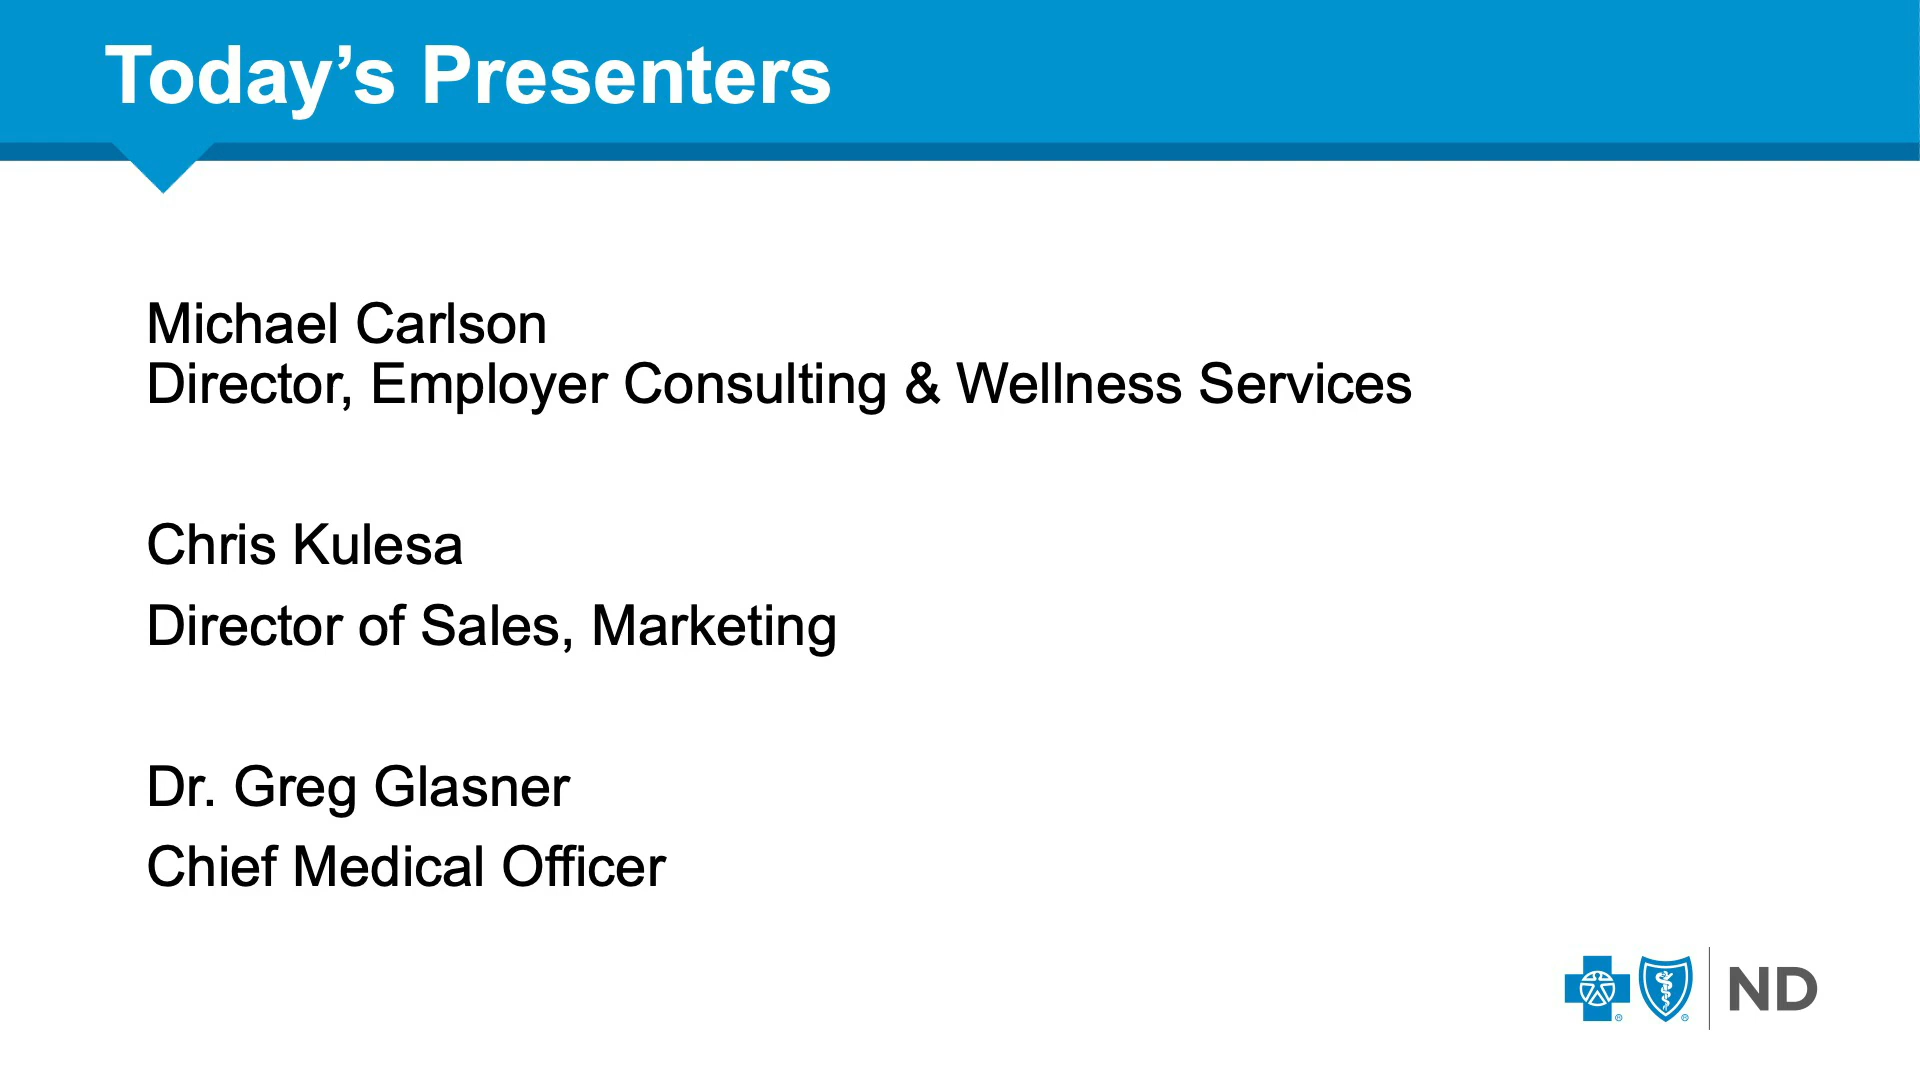 Today’s Presenters
Michael Carlson
Director, Employer Consulting & Wellness Services
Chris Kulesa
Director of Sales, Marketing
Dr. Greg Glasner
Chief Medical Officer
® ® ND